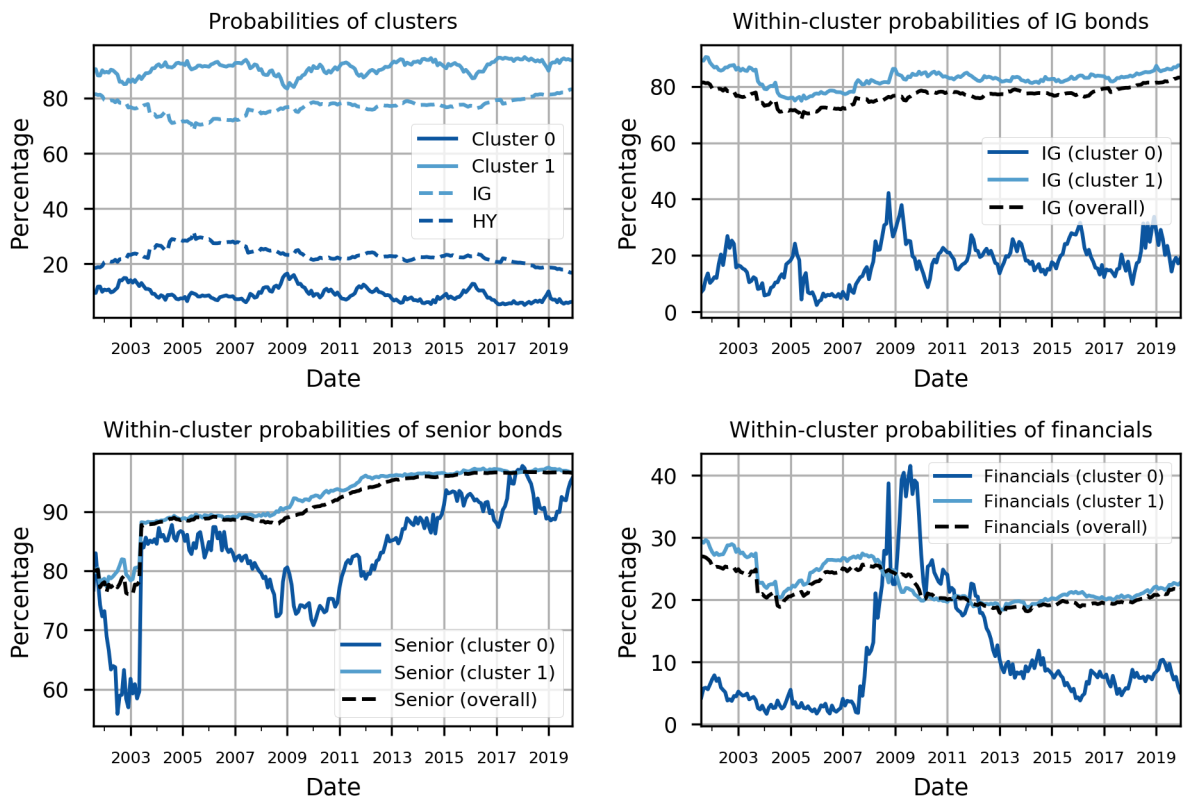 Probabilities of clusters
Percentage
80
60
40
20
Cluster 0
Cluster 1
IG
HY
2003 2005 2007 2009 2011 2013 2015 2017 2019
Date
Within-cluster probabilities of IG bonds
Percentage
80
60
40
20
0
IG (cluster 0)
IG (cluster 1)
IG (overall)
2003 2005 2007 2009 2011 2013 2015 2017 2019
Date
Within-cluster probabilities of senior bonds
Percentage
90
80
70
60
Senior (cluster 0)
Senior (cluster 1)
Senior (overall)
2003 2005 2007 2009 2011 2013 2015 2017 2019
Date
Within-cluster probabilities of financials
Percentage
40
30
20
10
0
Financials (cluster 0)
Financials (cluster 1)
Financials (overall)
2003 2005 2007 2009 2011 2013 2015 2017 2019
Date